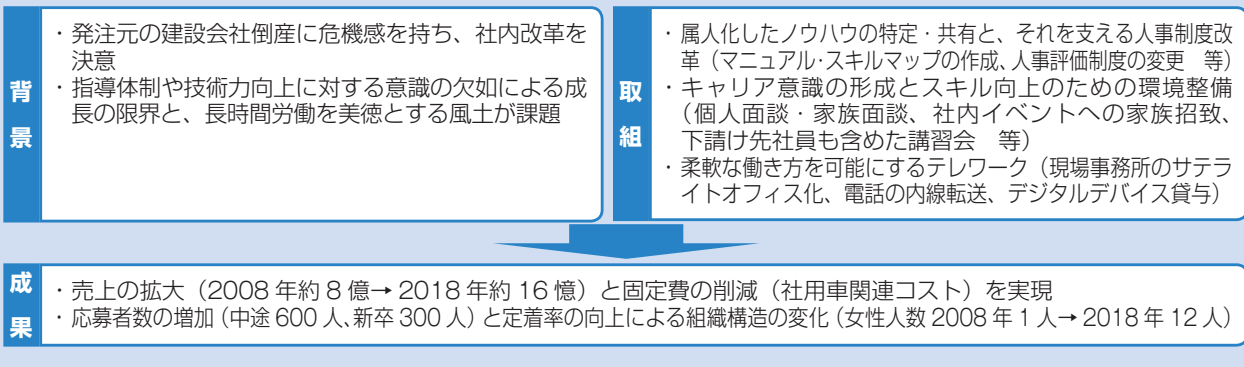 背景
・発注元の建設会社倒産に危機感を持ち、社内改革を
決意
・指導体制や技術力向上に対する意識の欠如による成
長の限界と、長時間労働を美徳とする風土が課題
取組
・属人化したノウハウの特定・共有と、それを支える人事制度改
革（マニュアル・スキルマップの作成、人事評価制度の変更　等）
・キャリア意識の形成とスキル向上のための環境整備
（個人面談・家族面談、社内イベントへの家族招致、
下請け先社員も含めた講習会　等）
・柔軟な働き方を可能にするテレワーク（現場事務所のサテラ
イトオフィス化、電話の内線転送、デジタルデバイス貸与）
成果
・売上の拡大（2008 年約 8 億→ 2018 年約 16 憶）と固定費の削減（社用車関連コスト）を実現
・応募者数の増加（中途 600 人、新卒 300 人）と定着率の向上による組織構造の変化（女性人数 2008 年 1 人→ 2018 年 12 人）